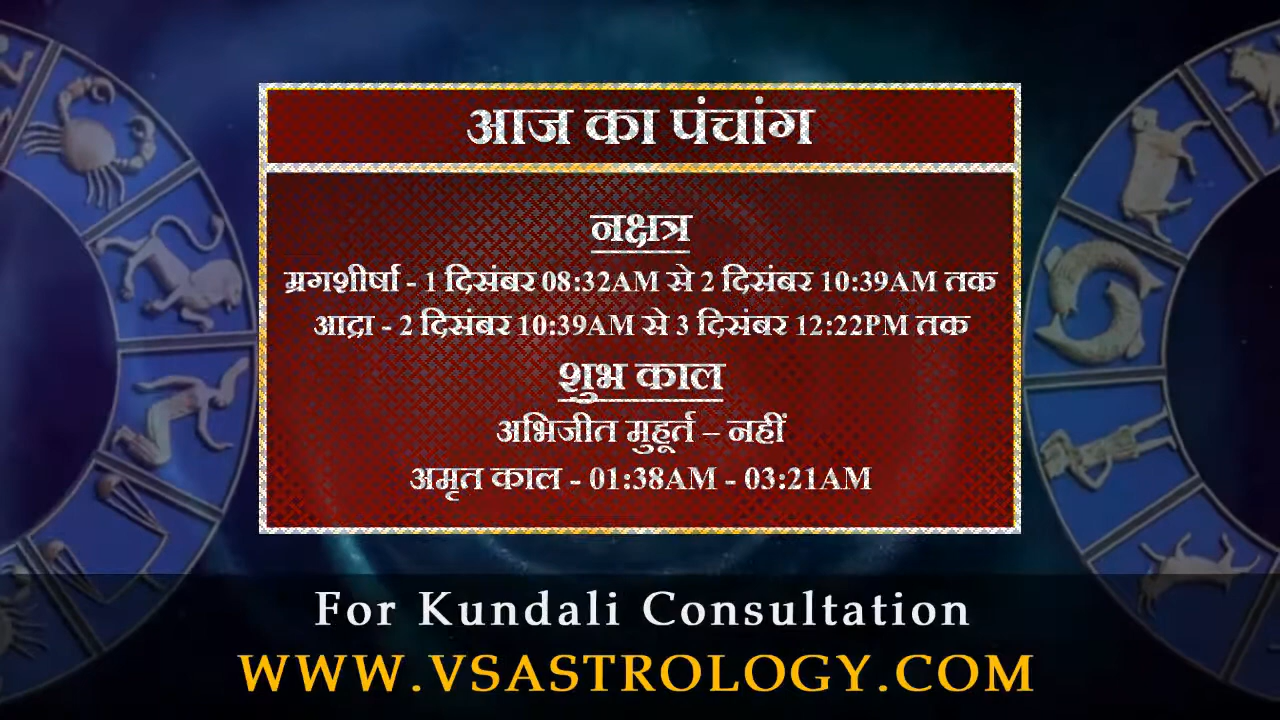 आज का पंचांग
नक्षत्र
म्रगशीर्षा - 1 दिसंबर 08:32AM से 2 दिसंबर 10:39AM तक
आद्रा - 2 दिसंबर 10:39AM से 3 दिसंबर 12:22PM तक
शुभ काल
अभिजीत मुहूर्त – नहीं
अमृत काल - 01:38AM - 03:21AM
For Kundali Consultation
WWW.VSASTROLOGY.COM